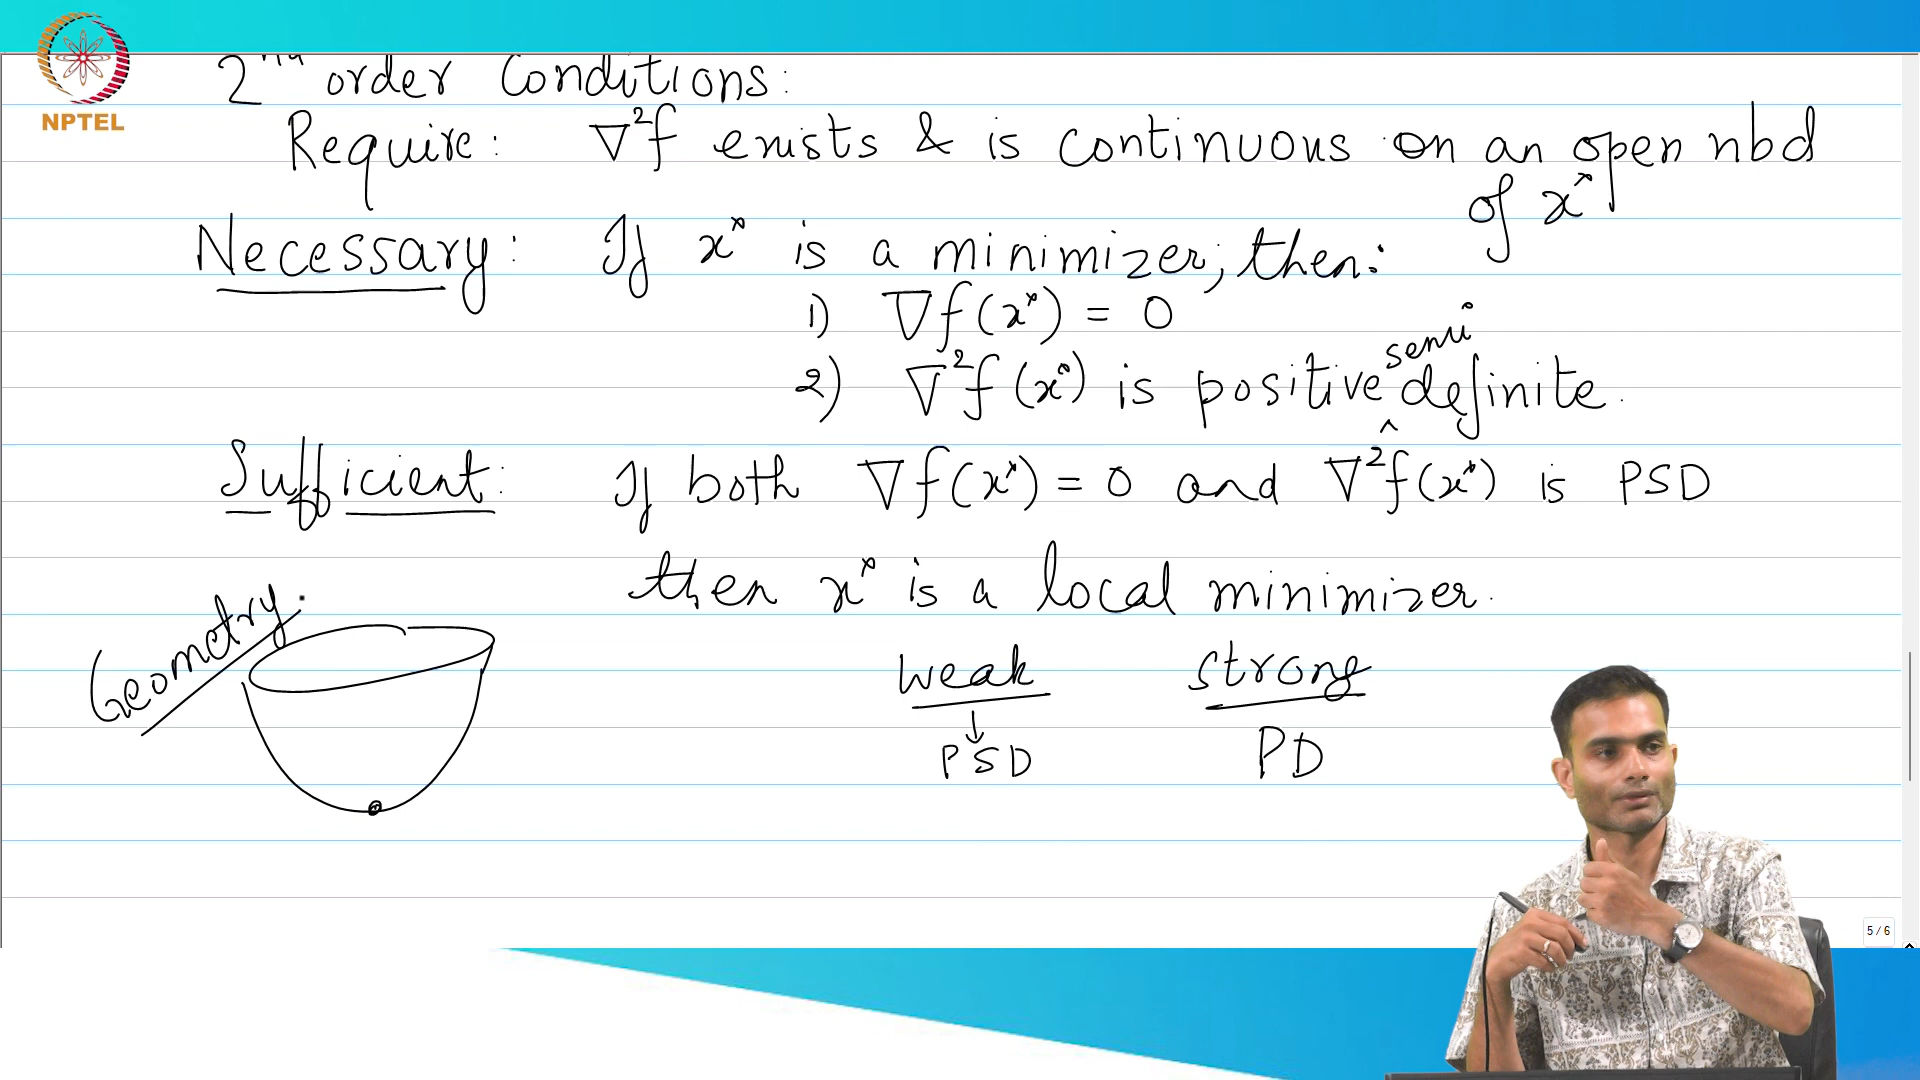 2nd order Conditions:
Require: ∇²f exists & is continuous on an open nbd
of x*
Necessary: If x* is a minimizer, then:
1) ∇f(x*) = 0
2) ∇²f(x*) is positive semi definite.
Sufficient: If both ∇f(x*) = 0 and ∇²f(x*) is PSD
then x* is a local minimizer.
Geometry:
weak strong
PSD PD
NPTEL
5 / 6